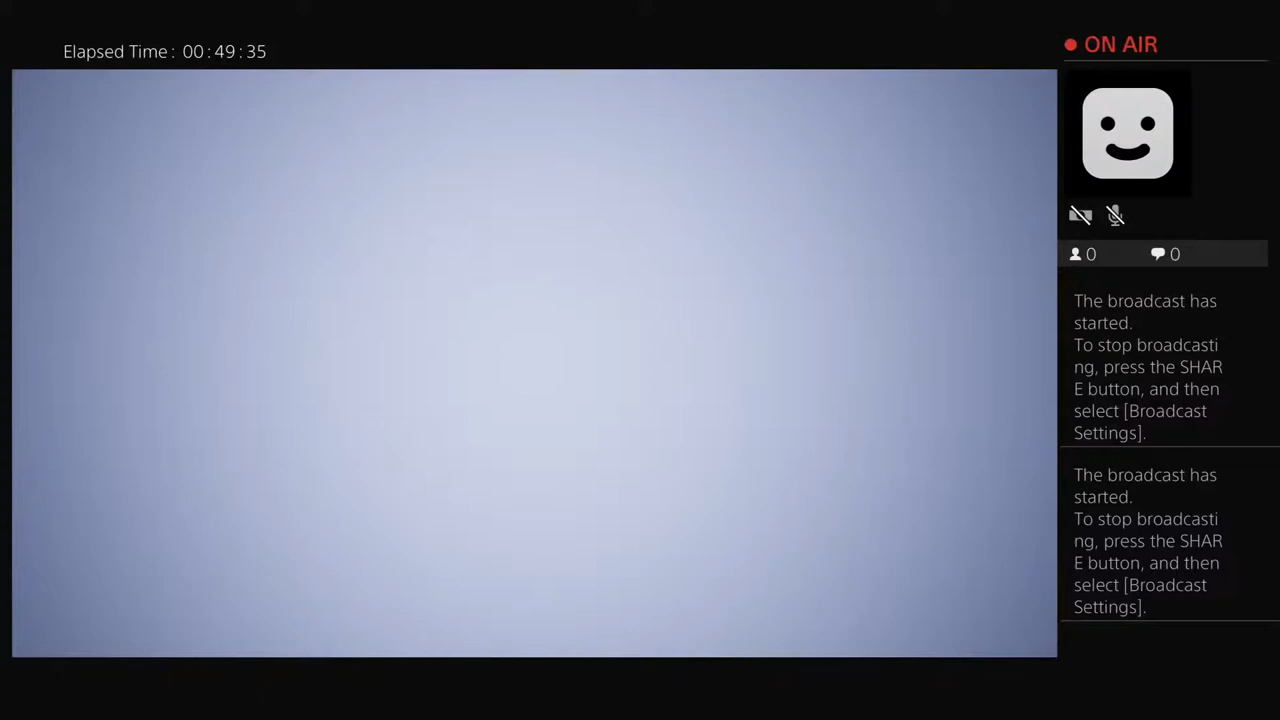 Elapsed Time: 00:49:35
ON AIR
0 0
The broadcast has
started.
To stop broadcasti
ng, press the SHAR
E button, and then
select [Broadcast
Settings].
The broadcast has
started.
To stop broadcasti
ng, press the SHAR
E button, and then
select [Broadcast
Settings].